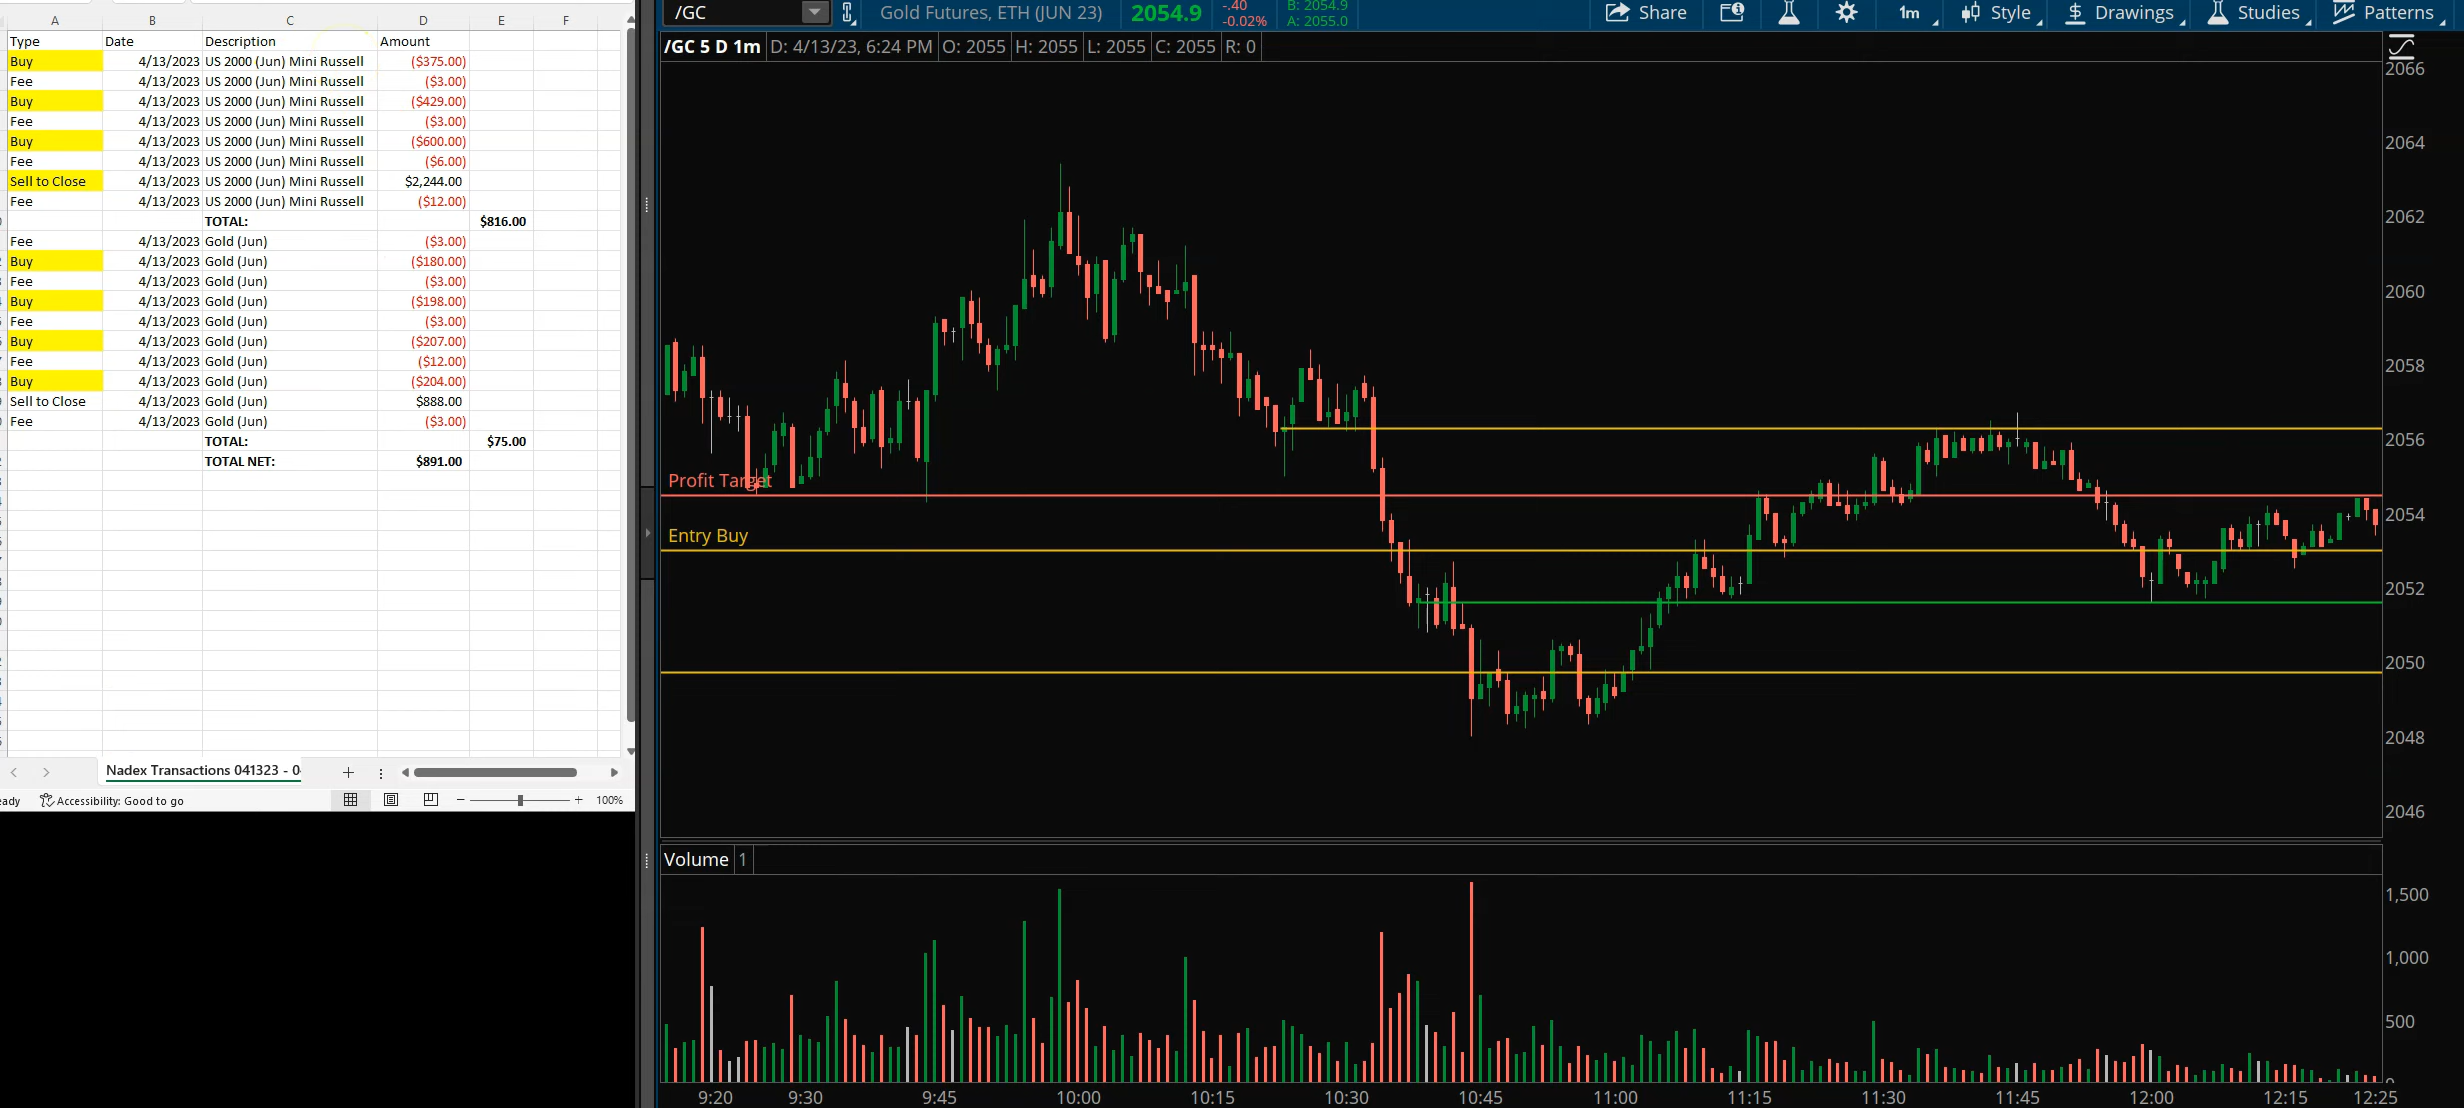 A B C D E F
Type Date Description Amount
Buy 4/13/2023 US 2000 (Jun) Mini Russell ($375.00)
Fee 4/13/2023 US 2000 (Jun) Mini Russell ($3.00)
Buy 4/13/2023 US 2000 (Jun) Mini Russell ($429.00)
Fee 4/13/2023 US 2000 (Jun) Mini Russell ($3.00)
Buy 4/13/2023 US 2000 (Jun) Mini Russell ($600.00)
Fee 4/13/2023 US 2000 (Jun) Mini Russell ($6.00)
Sell to Close 4/13/2023 US 2000 (Jun) Mini Russell $2,244.00
Fee 4/13/2023 US 2000 (Jun) Mini Russell ($12.00)
TOTAL: $816.00
Fee 4/13/2023 Gold (Jun) ($3.00)
Buy 4/13/2023 Gold (Jun) ($180.00)
Fee 4/13/2023 Gold (Jun) ($3.00)
Buy 4/13/2023 Gold (Jun) ($198.00)
Fee 4/13/2023 Gold (Jun) ($3.00)
Buy 4/13/2023 Gold (Jun) ($207.00)
Fee 4/13/2023 Gold (Jun) ($12.00)
Buy 4/13/2023 Gold (Jun) ($204.00)
Sell to Close 4/13/2023 Gold (Jun) $888.00
Fee 4/13/2023 Gold (Jun) ($3.00)
TOTAL: $75.00
TOTAL NET: $891.00
Nadex Transactions 041323 - 0
eady Accessibility: Good to go 100%
/GC Gold Futures, ETH (JUN 23) 2054.9 -.40 B: 2054.9 Share 1m Style Drawings Studies Patterns
-0.02% A: 2055.0
/GC 5 D 1m D: 4/13/23, 6:24 PM O: 2055 H: 2055 L: 2055 C: 2055 R: 0
2066
2064
2062
2060
2058
2056
Profit Target
2054
Entry Buy
2052
2050
2048
2046
Volume 1
1,500
1,000
500
0
9:20 9:30 9:45 10:00 10:15 10:30 10:45 11:00 11:15 11:30 11:45 12:00 12:15 12:25